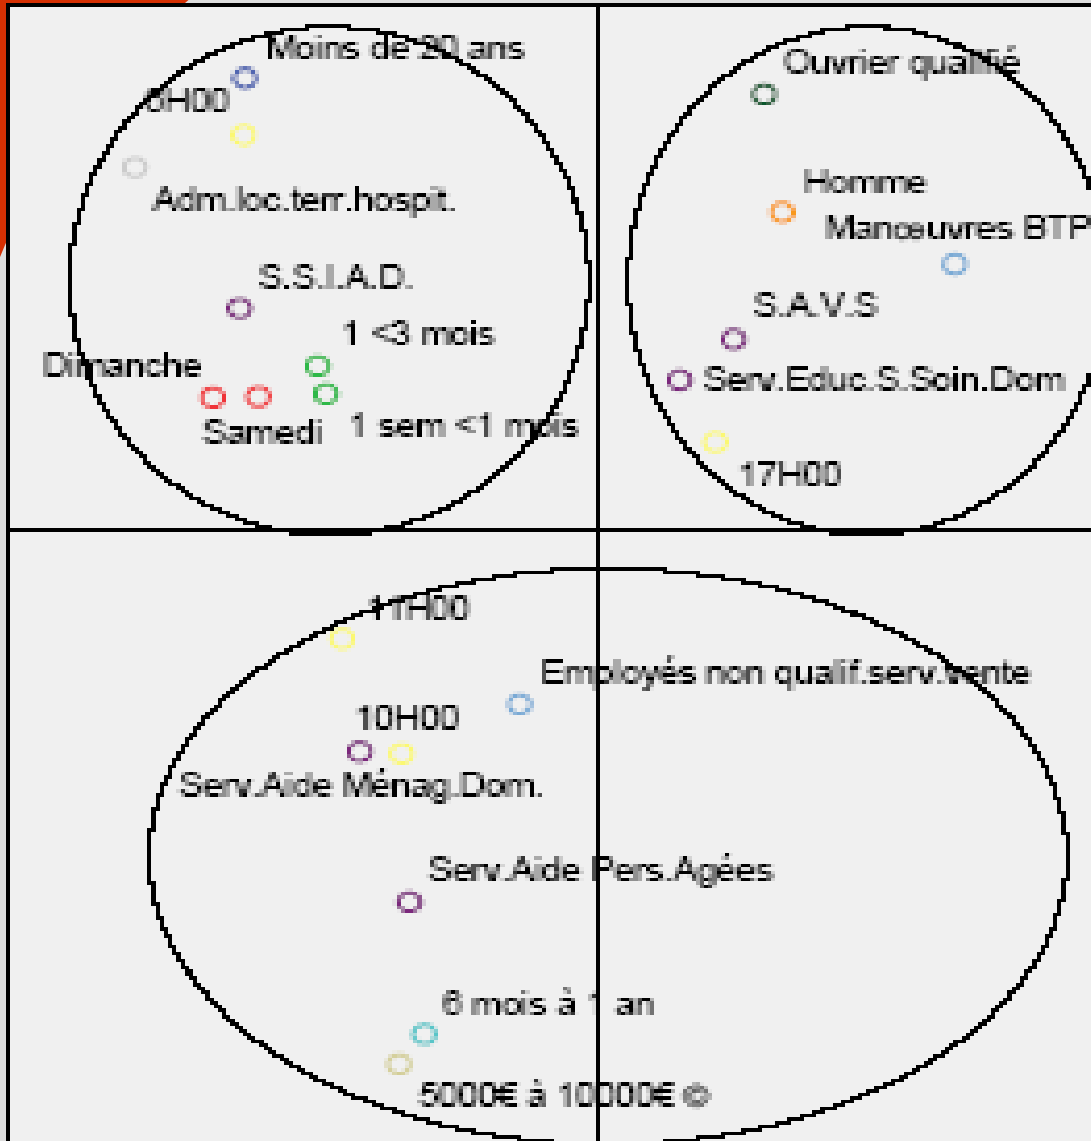 Moins de 20 ans
Adm.loc.terr.hospit.
S.S.I.A.D.
1 <3 mois
Dimanche
Samedi
1 sem <1 mois
Ouvrier qualifié
Homme
Manœuvres BTP
S.A.V.S
Serv.Educ.S.Soin.Dom
17H00
11H00
Employés non qualif.serv.vente
10H00
Serv.Aide Ménag.Dom.
Serv.Aide Pers.Agées
6 mois à 1 an
5000€ à 10000€